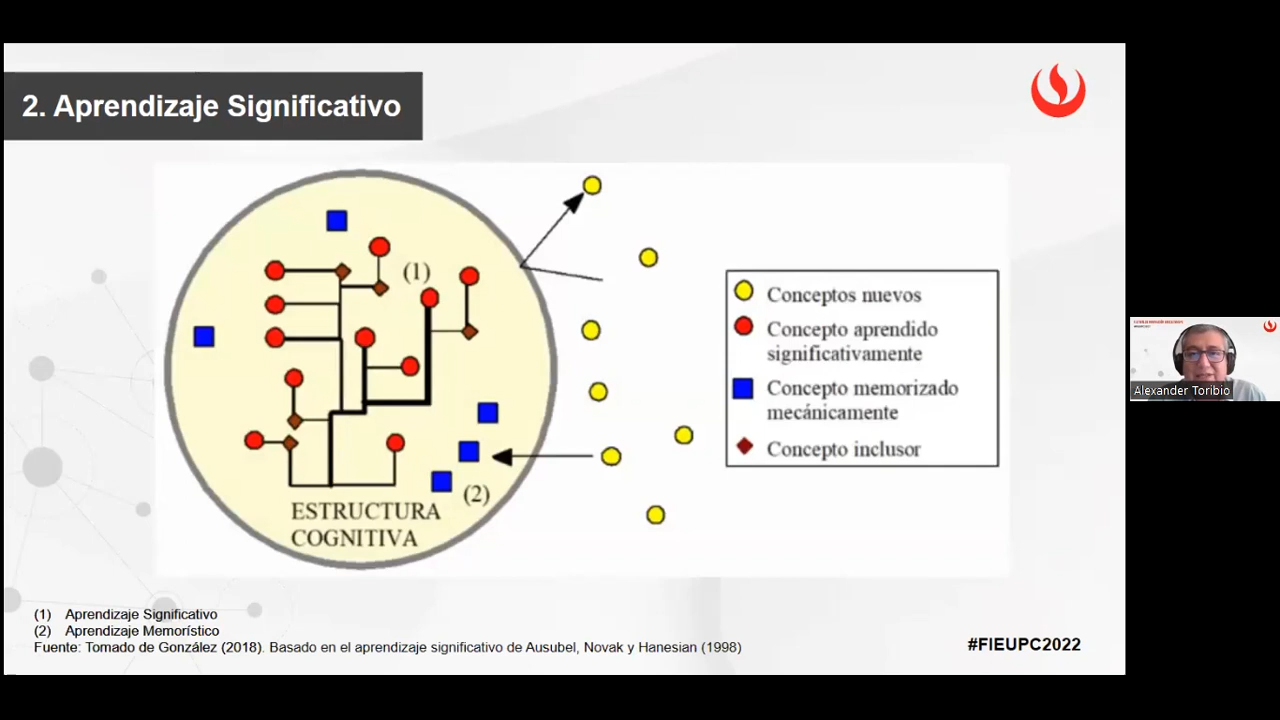 2. Aprendizaje Significativo
(1)
Conceptos nuevos
Concepto aprendido
significativamente
Concepto memorizado
mecánicamente
Concepto inclusor
(2)
ESTRUCTURA
COGNITIVA
Alexander Toribio
(1) Aprendizaje Significativo
(2) Aprendizaje Memorístico
Fuente: Tomado de González (2018). Basado en el aprendizaje significativo de Ausubel, Novak y Hanesian (1998)
#FIEUPC2022